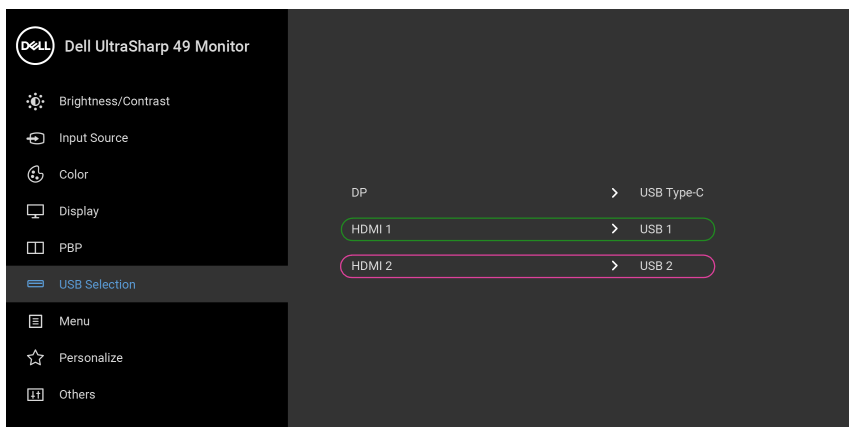 DELL
Dell UltraSharp 49 Monitor
Brightness/Contrast
Input Source
Color
Display
PBP
USB Selection
Menu
Personalize
Others
DP > USB Type-C
HDMI 1 > USB 1
HDMI 2 > USB 2